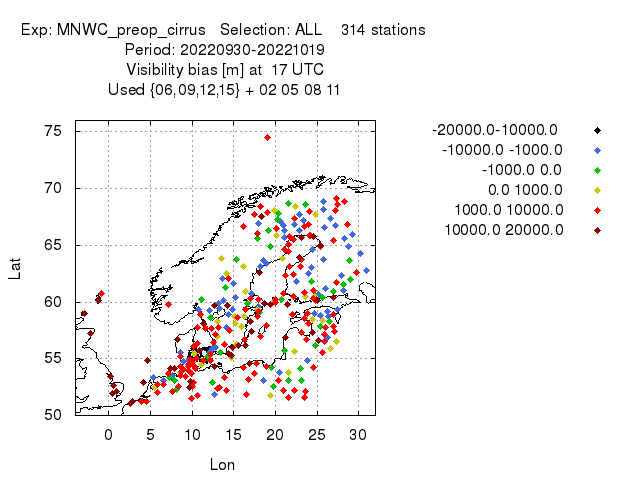 Exp: MNWC_preop_cirrus Selection: ALL 314 stations
Period: 20220930-20221019
Visibility bias [m] at 17 UTC
Used {06,09,12,15} + 02 05 08 11
-20000.0-10000.0
-10000.0 -1000.0
-1000.0 0.0
0.0 1000.0
1000.0 10000.0
10000.0 20000.0
75
70
65
60
55
50
Lat
0 5 10 15 20 25 30
Lon